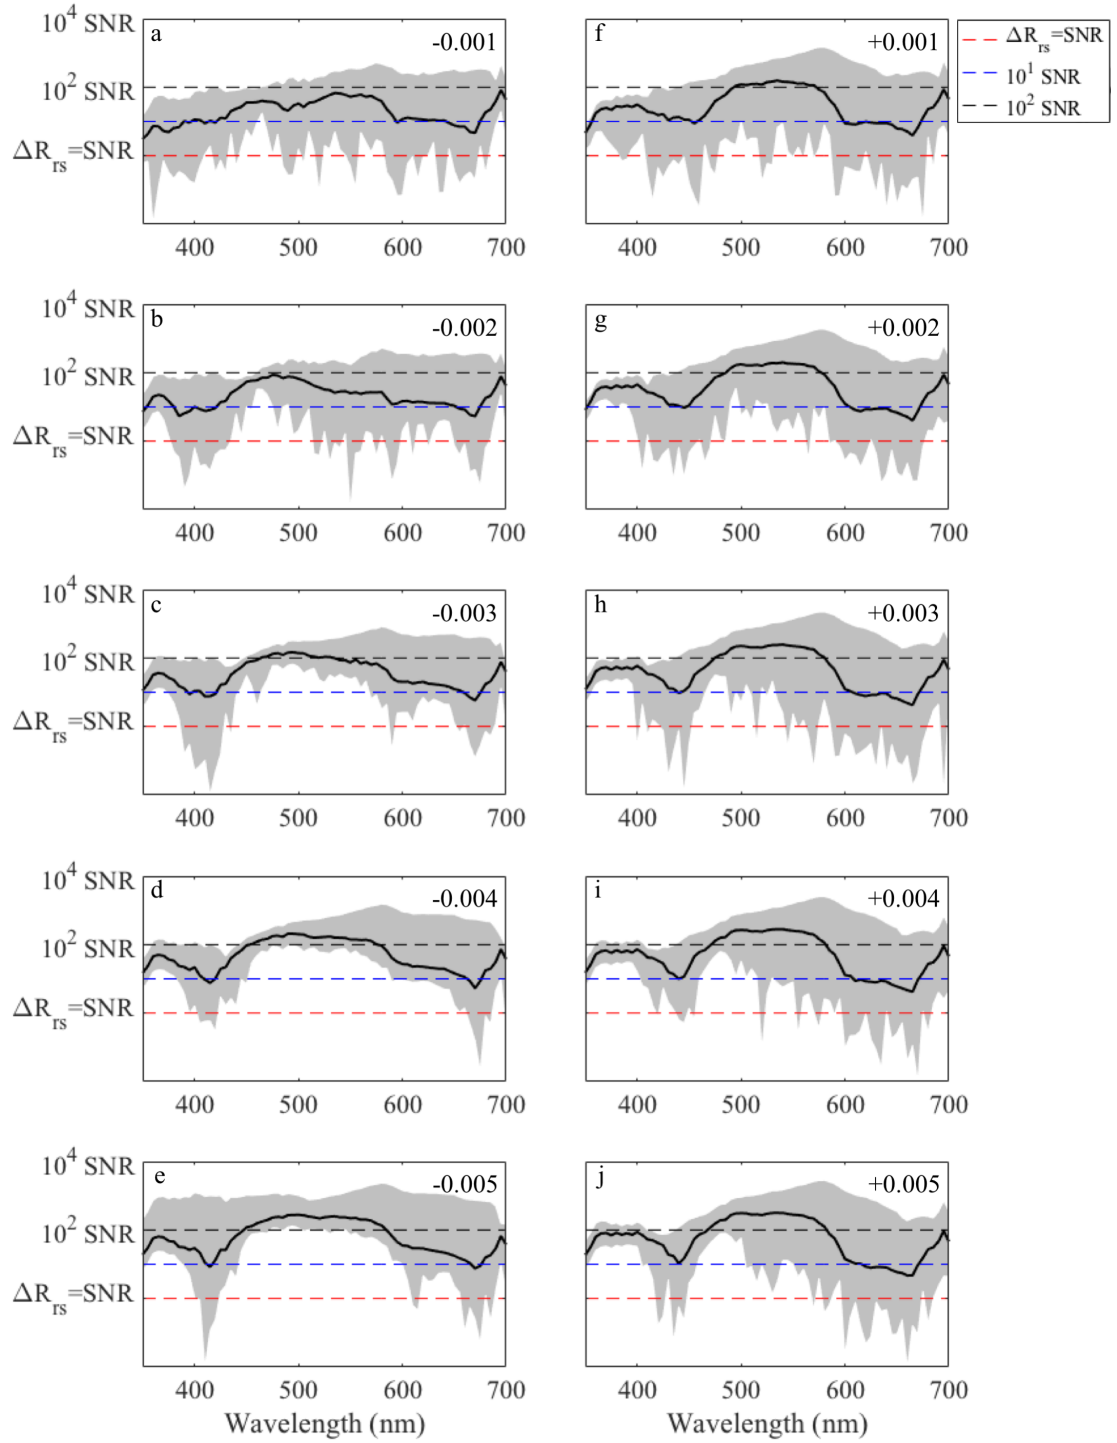 10^4 SNR
10^2 SNR
ΔR_rs=SNR
a
-0.001
400 500 600 700
f
+0.001
400 500 600 700
ΔR_rs=SNR
10^1 SNR
10^2 SNR
10^4 SNR
10^2 SNR
ΔR_rs=SNR
b
-0.002
400 500 600 700
g
+0.002
400 500 600 700
10^4 SNR
10^2 SNR
ΔR_rs=SNR
c
-0.003
400 500 600 700
h
+0.003
400 500 600 700
10^4 SNR
10^2 SNR
ΔR_rs=SNR
d
-0.004
400 500 600 700
i
+0.004
400 500 600 700
10^4 SNR
10^2 SNR
ΔR_rs=SNR
e
-0.005
400 500 600 700
Wavelength (nm)
j
+0.005
400 500 600 700
Wavelength (nm)